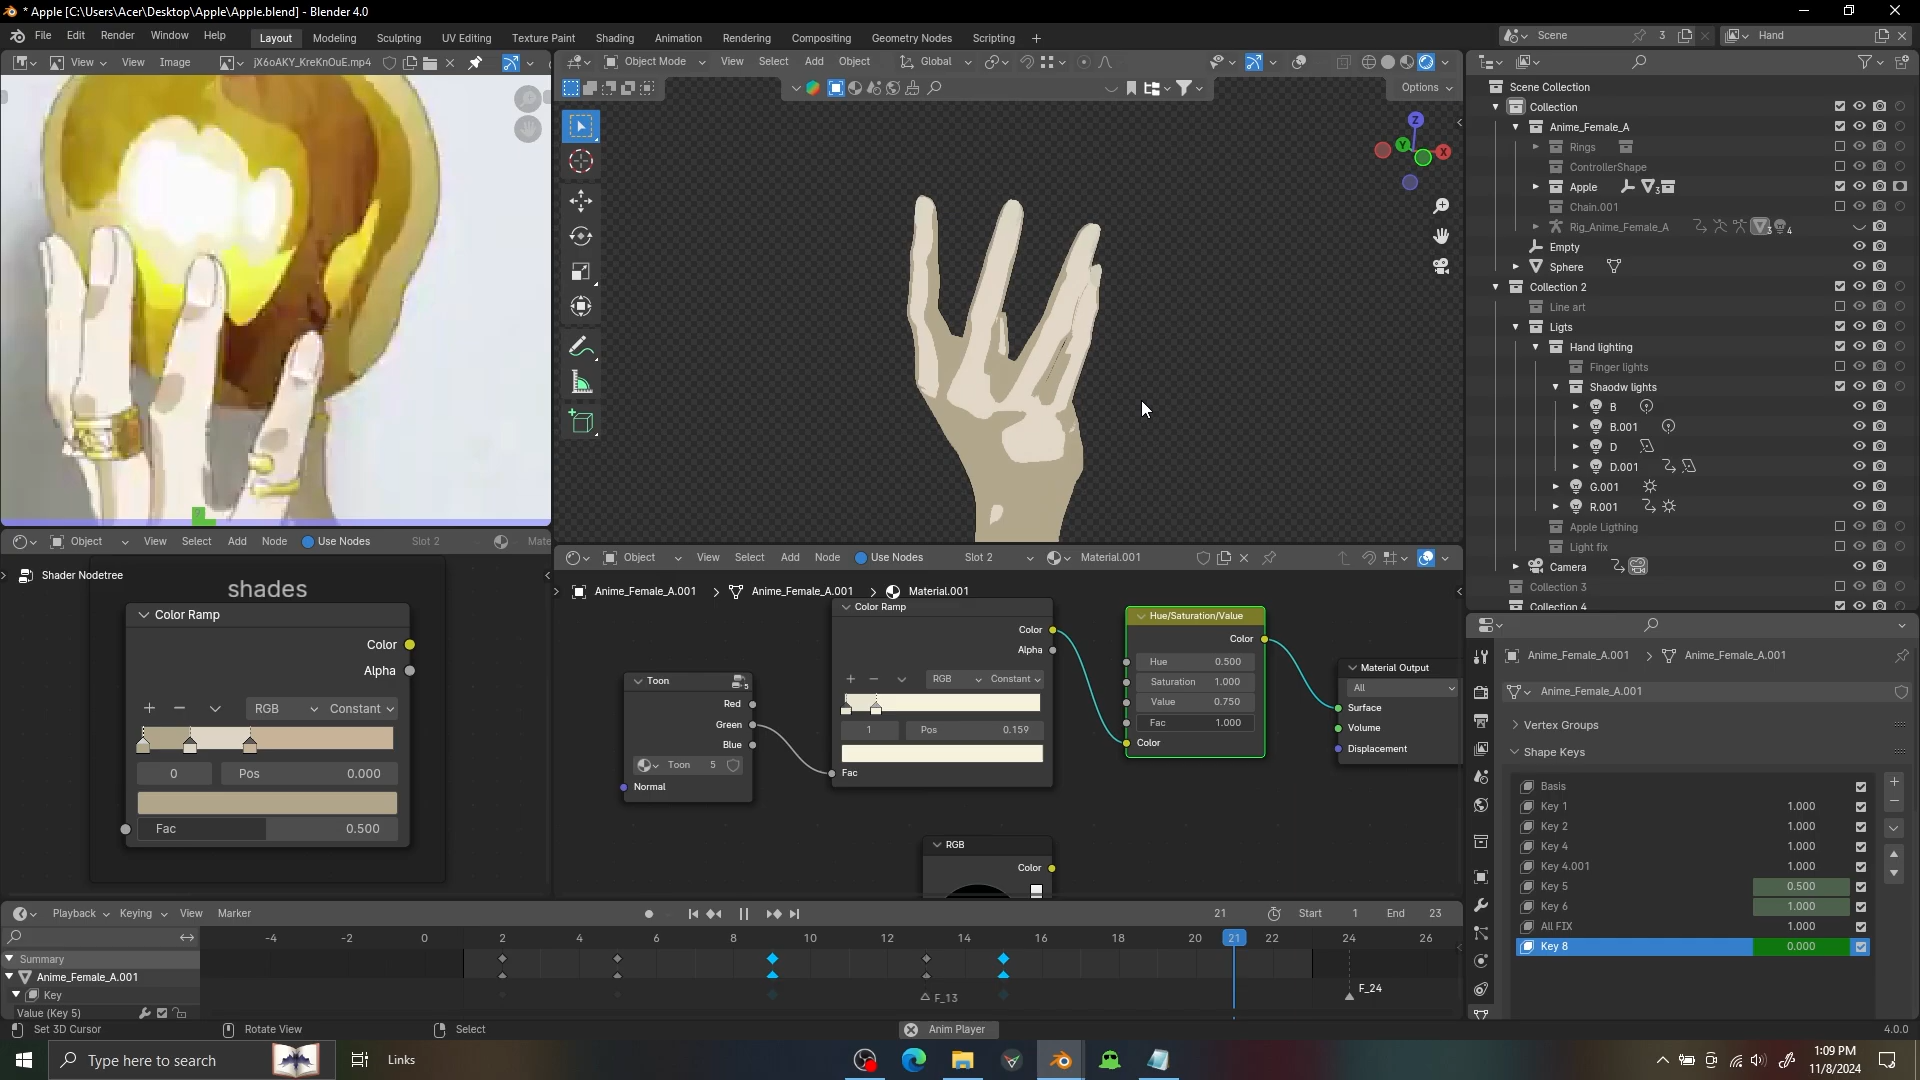 * Apple [C:\Users\Acer\Desktop\Apple\Apple.blend] - Blender 4.0
File Edit Render Window Help
Layout Modeling Sculpting UV Editing Texture Paint Shading Animation Rendering Compositing Geometry Nodes Scripting +
Scene 3 Hand
View View Image jX6oAKY_KreKnOuE.mp4
Object Mode View Select Add Object Global
Options
Z
Y X
Scene Collection
Collection
Anime_Female_A
Rings
ControllerShape
Apple 3
Chain.001
Rig_Anime_Female_A 3 4
Empty
Sphere
Collection 2
Line art
Ligts
Hand lighting
Finger lights
Shaodw lights
B
B.001
D
D.001
G.001
R.001
Apple Ligthing
Light fix
Camera
Collection 3
Collection 4
Object View Select Add Node Use Nodes Slot 2 Mate
Shader Nodetree
shades
Color Ramp
Color
Alpha
RGB Constant
0 Pos 0.000
Fac 0.500
Object View Select Add Node Use Nodes Slot 2 Material.001
Anime_Female_A.001 > Anime_Female_A.001 > Material.001
Toon 5
Red
Green
Blue
Toon 5
Normal
Color Ramp
Color
Alpha
RGB Constant
1 Pos 0.159
Fac
RGB
Color
Hue/Saturation/Value
Color
Hue 0.500
Saturation 1.000
Value 0.750
Fac 1.000
Color
Material Output
All
Surface
Volume
Displacement
Anime_Female_A.001 > Anime_Female_A.001
Anime_Female_A.001
Vertex Groups
Shape Keys
Basis
Key 1 1.000
Key 2 1.000
Key 4 1.000
Key 4.001 1.000
Key 5 0.500
Key 6 1.000
All FIX 1.000
Key 8 0.000
Playback Keying View Marker 21 Start 1 End 23
-4 -2 0 2 4 6 8 10 12 14 16 18 20 21 22 24 26
Summary
Anime_Female_A.001
Key
Value (Key 5)
F_13
F_24
Set 3D Cursor Rotate View Select Anim Player 4.0.0
Type here to search Links
1:09 PM
11/8/2024